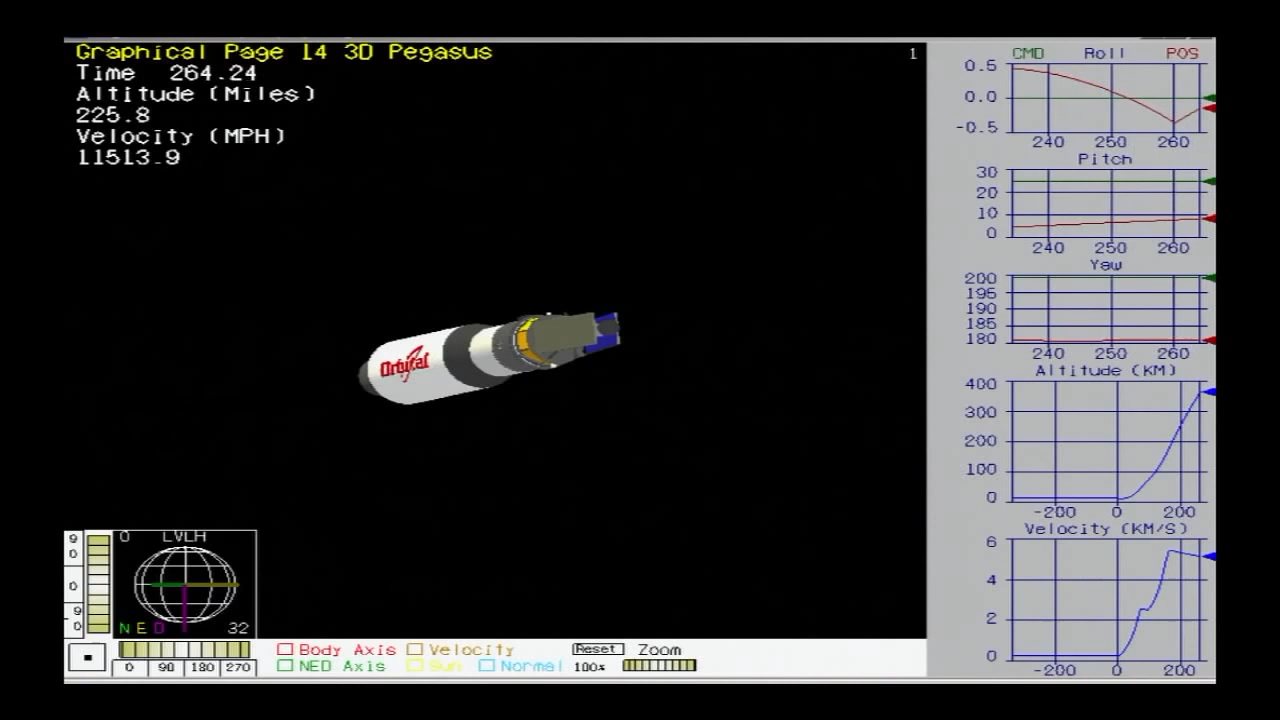 Graphical Page 14 3D Pegasus
1
Time 264.24
Altitude (Miles)
225.8
Velocity (MPH)
11513.9
Orbital
CMD Roll POS
0.5
0.0
-0.5
240 250 260
Pitch
30
20
10
0
240 250 260
Yaw
200
195
190
185
180
240 250 260
Altitude (KM)
400
300
200
100
0
-200 0 200
Velocity (KM/S)
6
4
2
0
-200 0 200
9
0
0
-9
0
0 LVLH
N E D 32
0 90 180 270
Body Axis Velocity Reset Zoom
NED Axis Sun Normal 100%